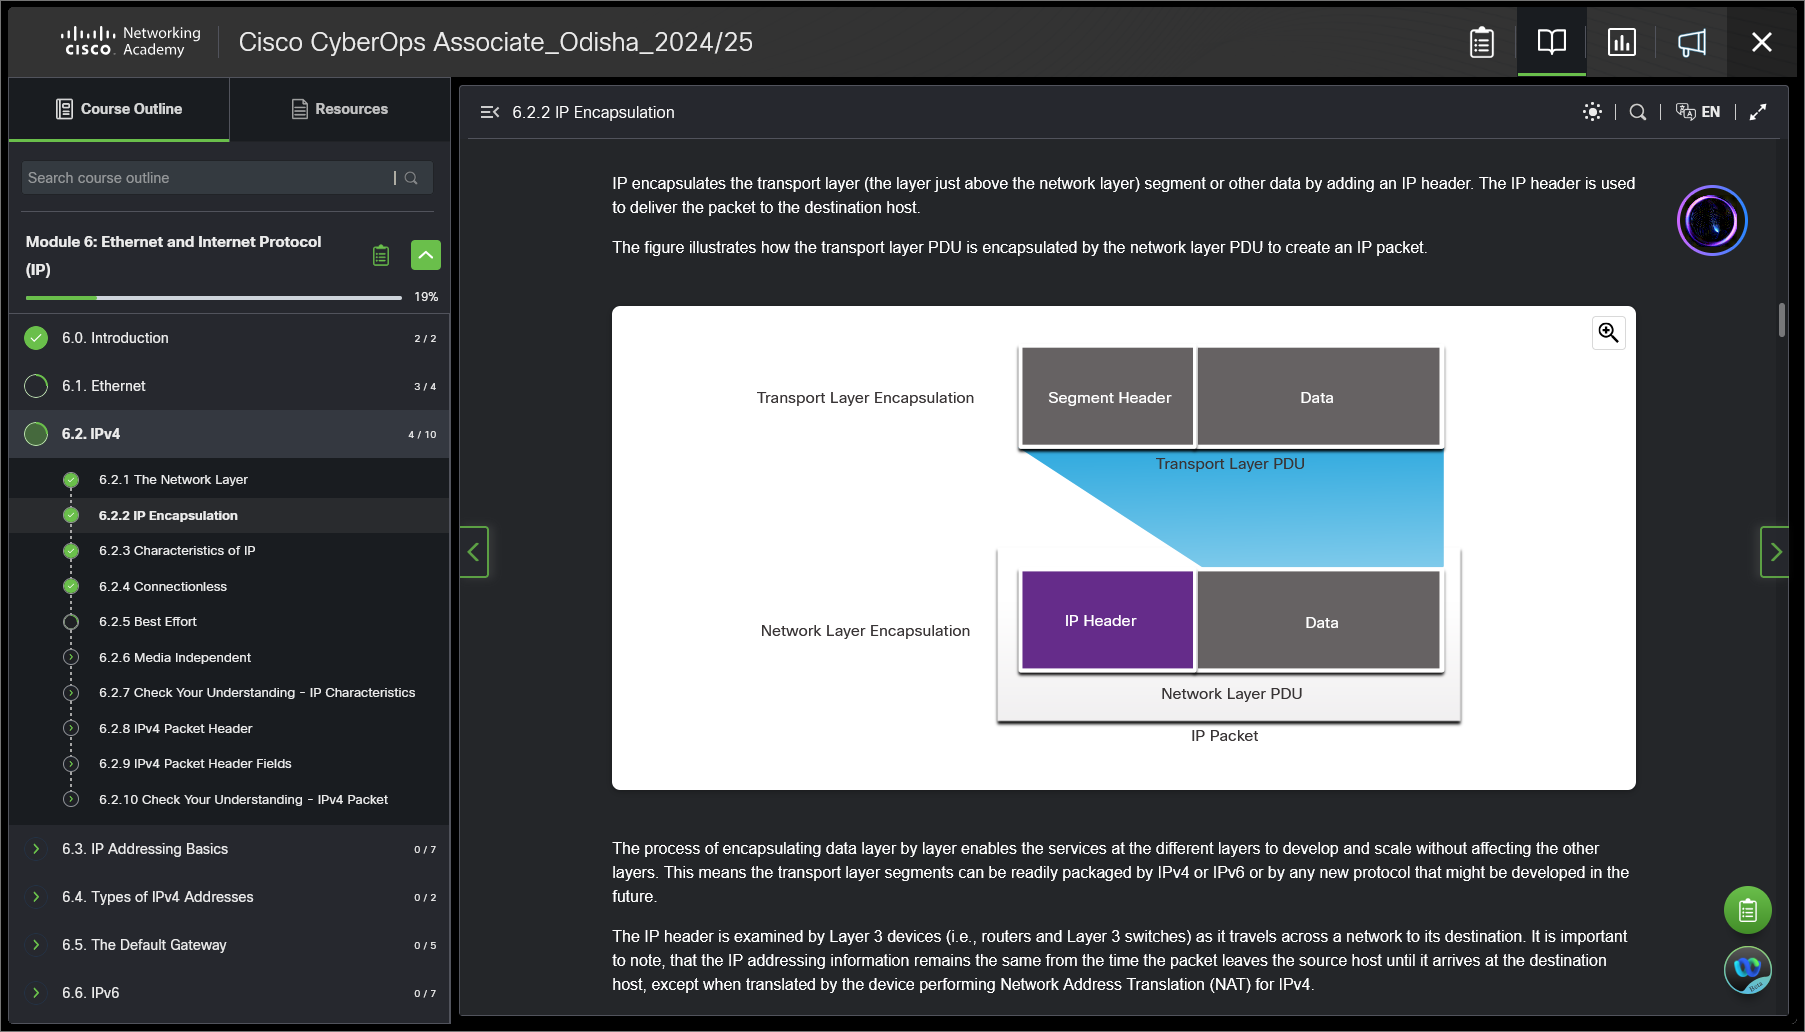 CISCO Networking Academy
Cisco CyberOps Associate_Odisha_2024/25
Course Outline
Resources
Search course outline
Module 6: Ethernet and Internet Protocol
(IP)
19%
6.0. Introduction 2 / 2
6.1. Ethernet 3 / 4
6.2. IPv4 4 / 10
6.2.1 The Network Layer
6.2.2 IP Encapsulation
6.2.3 Characteristics of IP
6.2.4 Connectionless
6.2.5 Best Effort
6.2.6 Media Independent
6.2.7 Check Your Understanding - IP Characteristics
6.2.8 IPv4 Packet Header
6.2.9 IPv4 Packet Header Fields
6.2.10 Check Your Understanding - IPv4 Packet
6.3. IP Addressing Basics 0 / 7
6.4. Types of IPv4 Addresses 0 / 2
6.5. The Default Gateway 0 / 5
6.6. IPv6 0 / 7
6.2.2 IP Encapsulation
EN
IP encapsulates the transport layer (the layer just above the network layer) segment or other data by adding an IP header. The IP header is used
to deliver the packet to the destination host.
The figure illustrates how the transport layer PDU is encapsulated by the network layer PDU to create an IP packet.
Transport Layer Encapsulation
Segment Header
Data
Transport Layer PDU
Network Layer Encapsulation
IP Header
Data
Network Layer PDU
IP Packet
The process of encapsulating data layer by layer enables the services at the different layers to develop and scale without affecting the other
layers. This means the transport layer segments can be readily packaged by IPv4 or IPv6 or by any new protocol that might be developed in the
future.
The IP header is examined by Layer 3 devices (i.e., routers and Layer 3 switches) as it travels across a network to its destination. It is important
to note, that the IP addressing information remains the same from the time the packet leaves the source host until it arrives at the destination
host, except when translated by the device performing Network Address Translation (NAT) for IPv4.
Beta